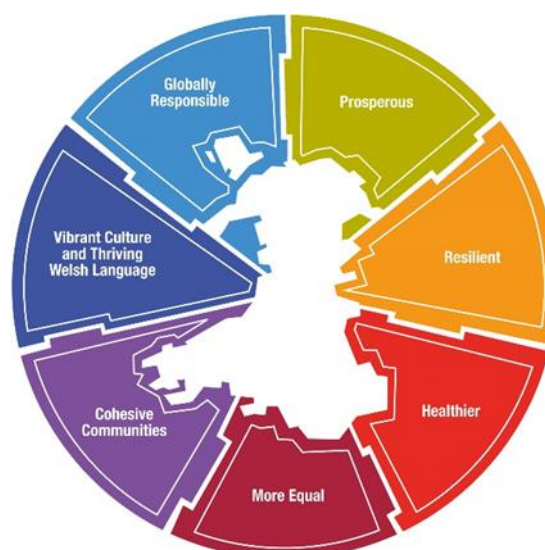 Globally
Responsible
Prosperous
Resilient
Healthier
More Equal
Cohesive
Communities
Vibrant Culture
and Thriving
Welsh Language